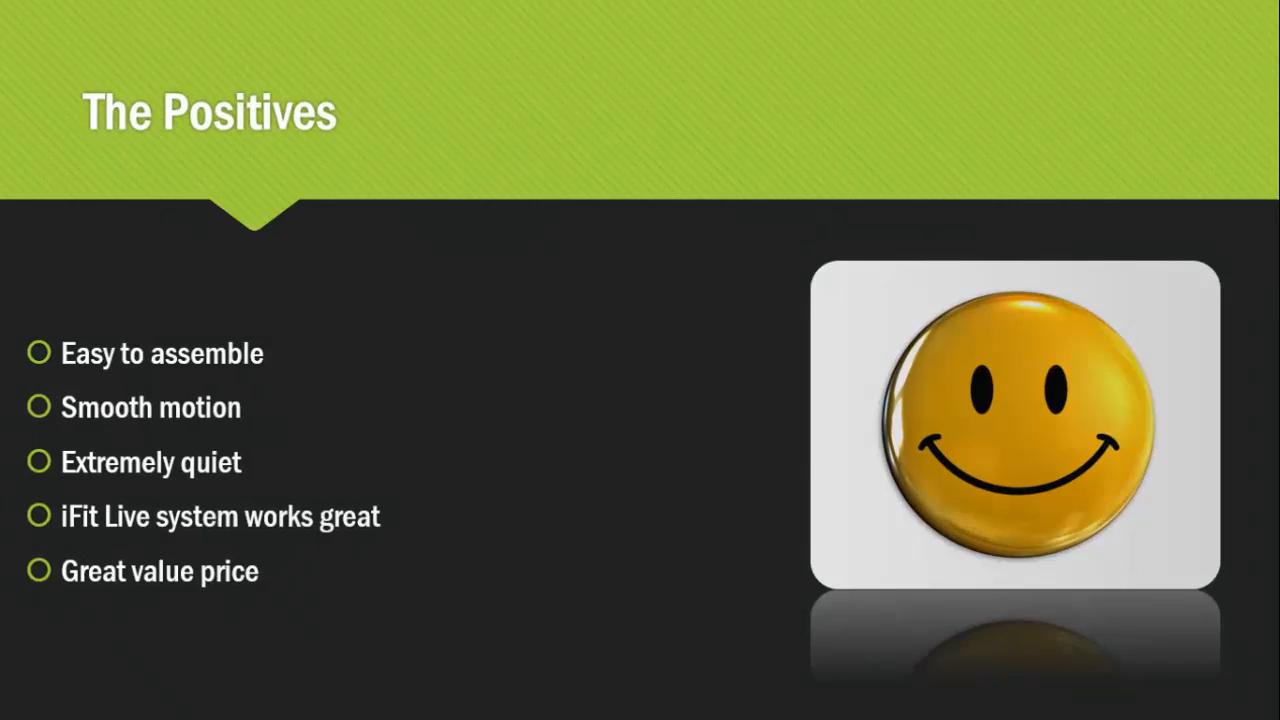 The Positives
Easy to assemble
Smooth motion
Extremely quiet
iFit Live system works great
Great value price